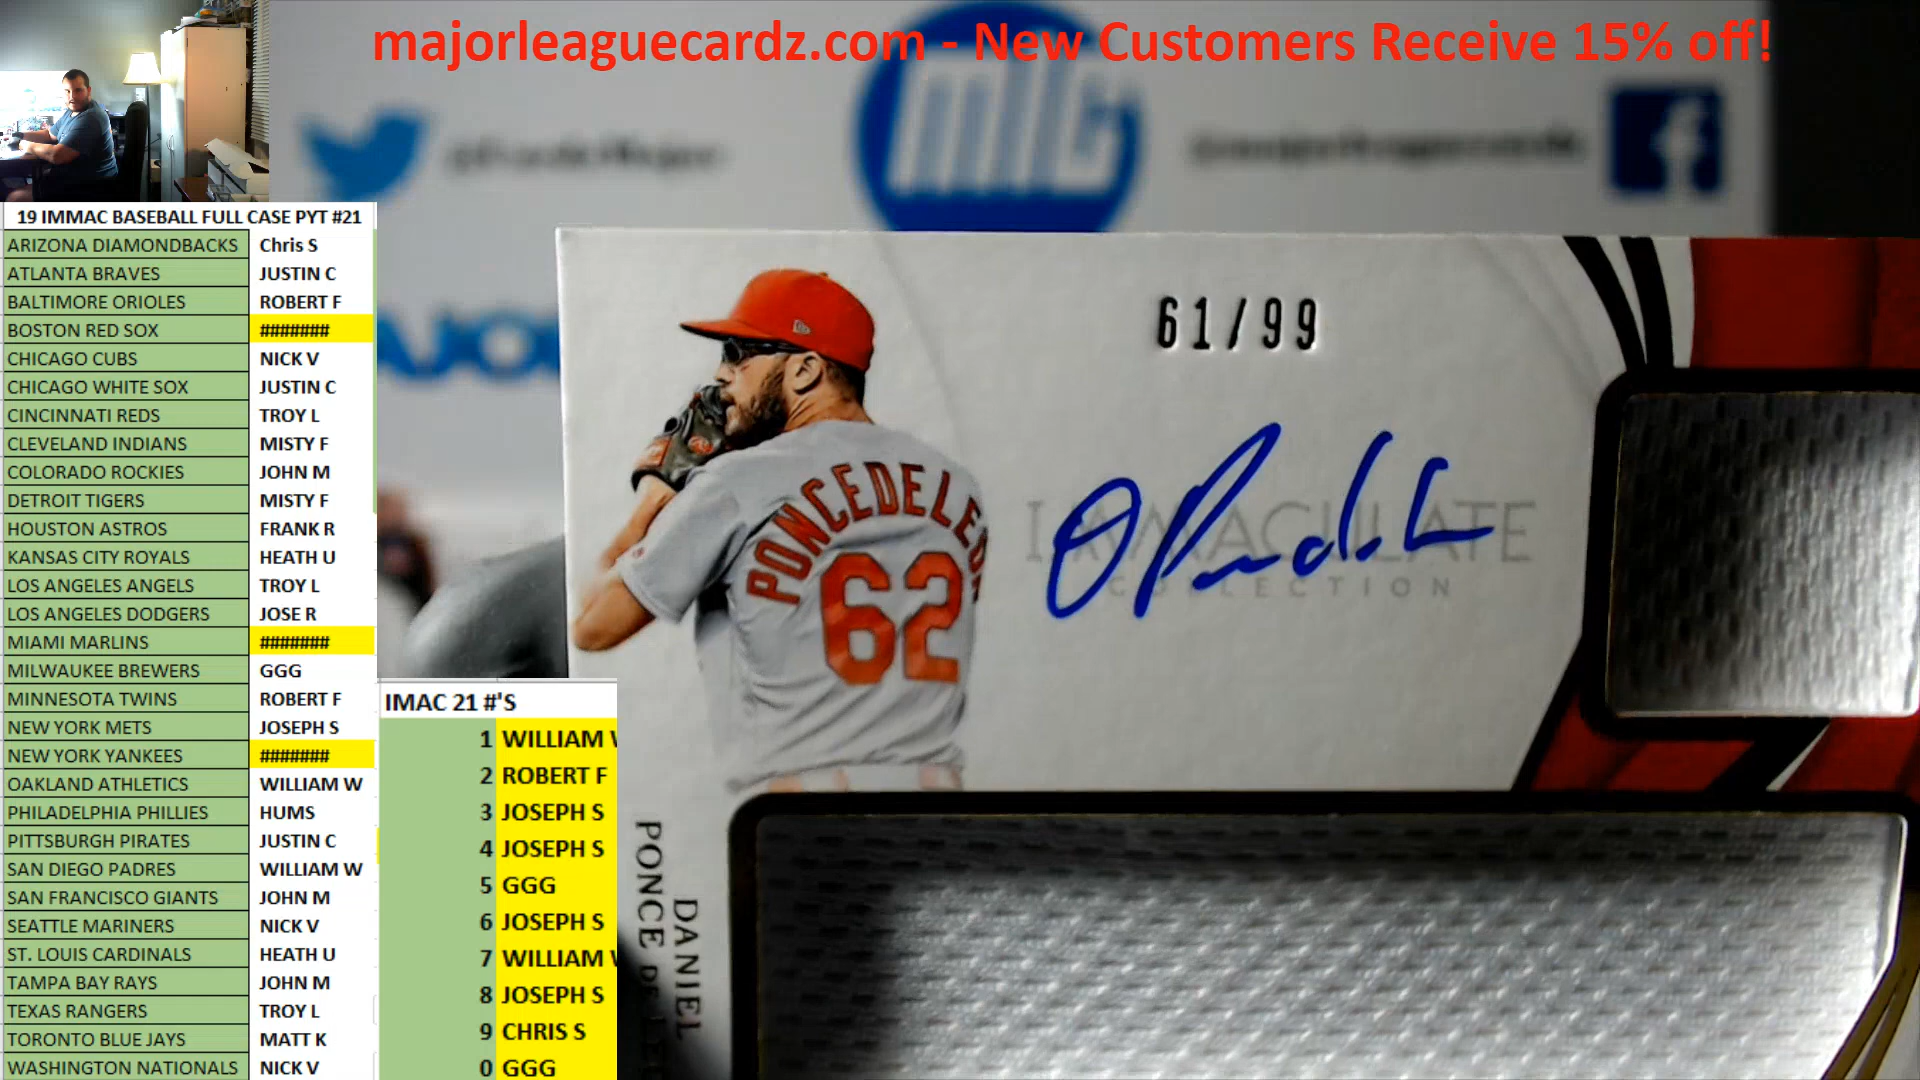 majorleaguecardz.com - New Customers Receive 15% off!
mlc
19 IMMAC BASEBALL FULL CASE PYT #21
ARIZONA DIAMONDBACKS Chris S
ATLANTA BRAVES JUSTIN C
BALTIMORE ORIOLES ROBERT F
BOSTON RED SOX #######
CHICAGO CUBS NICK V
CHICAGO WHITE SOX JUSTIN C
CINCINNATI REDS TROY L
CLEVELAND INDIANS MISTY F
COLORADO ROCKIES JOHN M
DETROIT TIGERS MISTY F
HOUSTON ASTROS FRANK R
KANSAS CITY ROYALS HEATH U
LOS ANGELES ANGELS TROY L
LOS ANGELES DODGERS JOSE R
MIAMI MARLINS #######
MILWAUKEE BREWERS GGG
MINNESOTA TWINS ROBERT F
NEW YORK METS JOSEPH S
NEW YORK YANKEES #######
OAKLAND ATHLETICS WILLIAM W
PHILADELPHIA PHILLIES HUMS
PITTSBURGH PIRATES JUSTIN C
SAN DIEGO PADRES WILLIAM W
SAN FRANCISCO GIANTS JOHN M
SEATTLE MARINERS NICK V
ST. LOUIS CARDINALS HEATH U
TAMPA BAY RAYS JOHN M
TEXAS RANGERS TROY L
TORONTO BLUE JAYS MATT K
WASHINGTON NATIONALS NICK V
IMAC 21 #'S
1 WILLIAM W
2 ROBERT F
3 JOSEPH S
4 JOSEPH S
5 GGG
6 JOSEPH S
7 WILLIAM W
8 JOSEPH S
9 CHRIS S
0 GGG
61/99
PONCEDELEON
62
IMMACULATE
COLLECTION
DANIEL
PONCE DE LEO